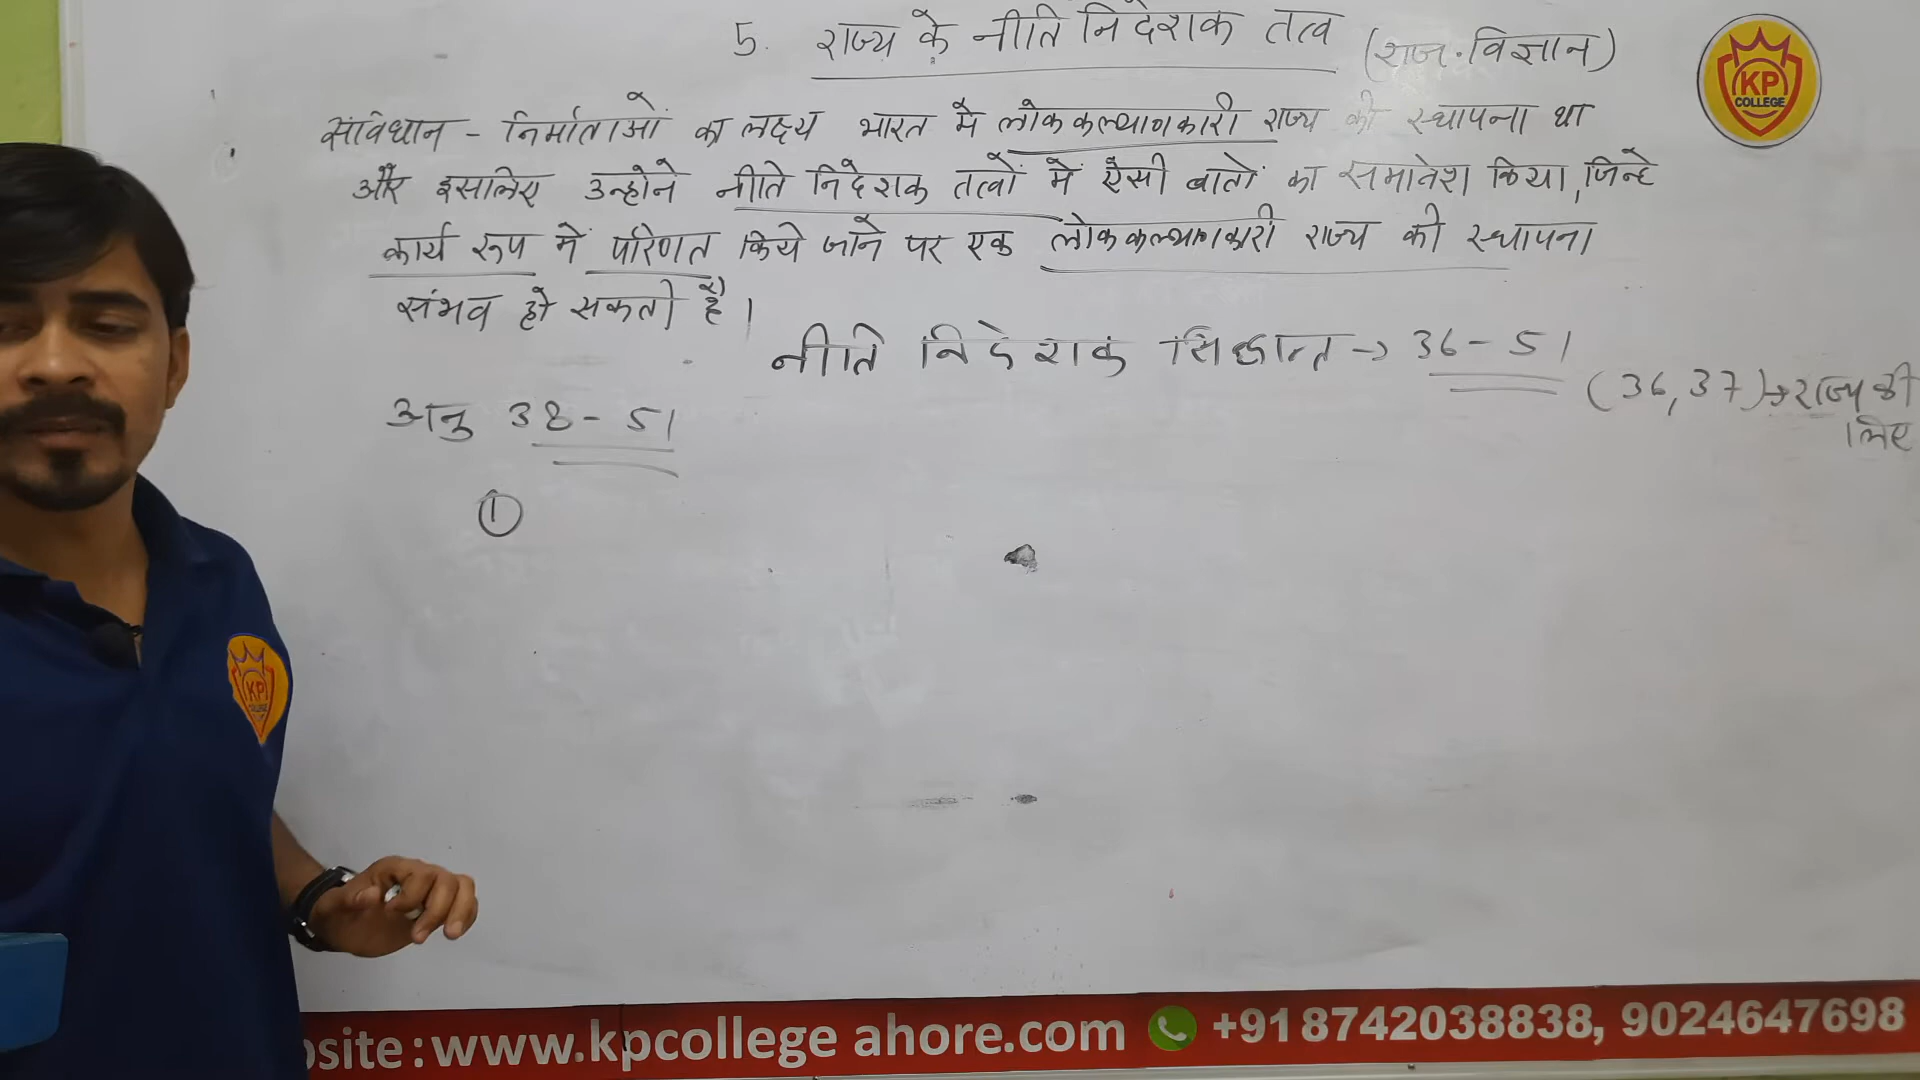 5. राज्य के नीति निदेशक तत्व (राज. विज्ञान)
संविधान - निर्माताओं का लक्ष्य भारत में लोककल्याणकारी राज्य की स्थापना था
और इसलिए उन्होंने नीति निदेशक तत्वों में ऐसी बातों का समावेश किया, जिन्हें
कार्य रूप में परिणत किये जाने पर एक लोककल्याणकारी राज्य की स्थापना
संभव हो सकती है।
नीति निदेशक सिद्धान्त → 36 - 51
(36, 37) → राज्य की
लिए
अनु 38 - 51
①
KP
COLLEGE
KP
COLLEGE
site : www.kpcollege ahore.com +91 8742038838, 9024647698